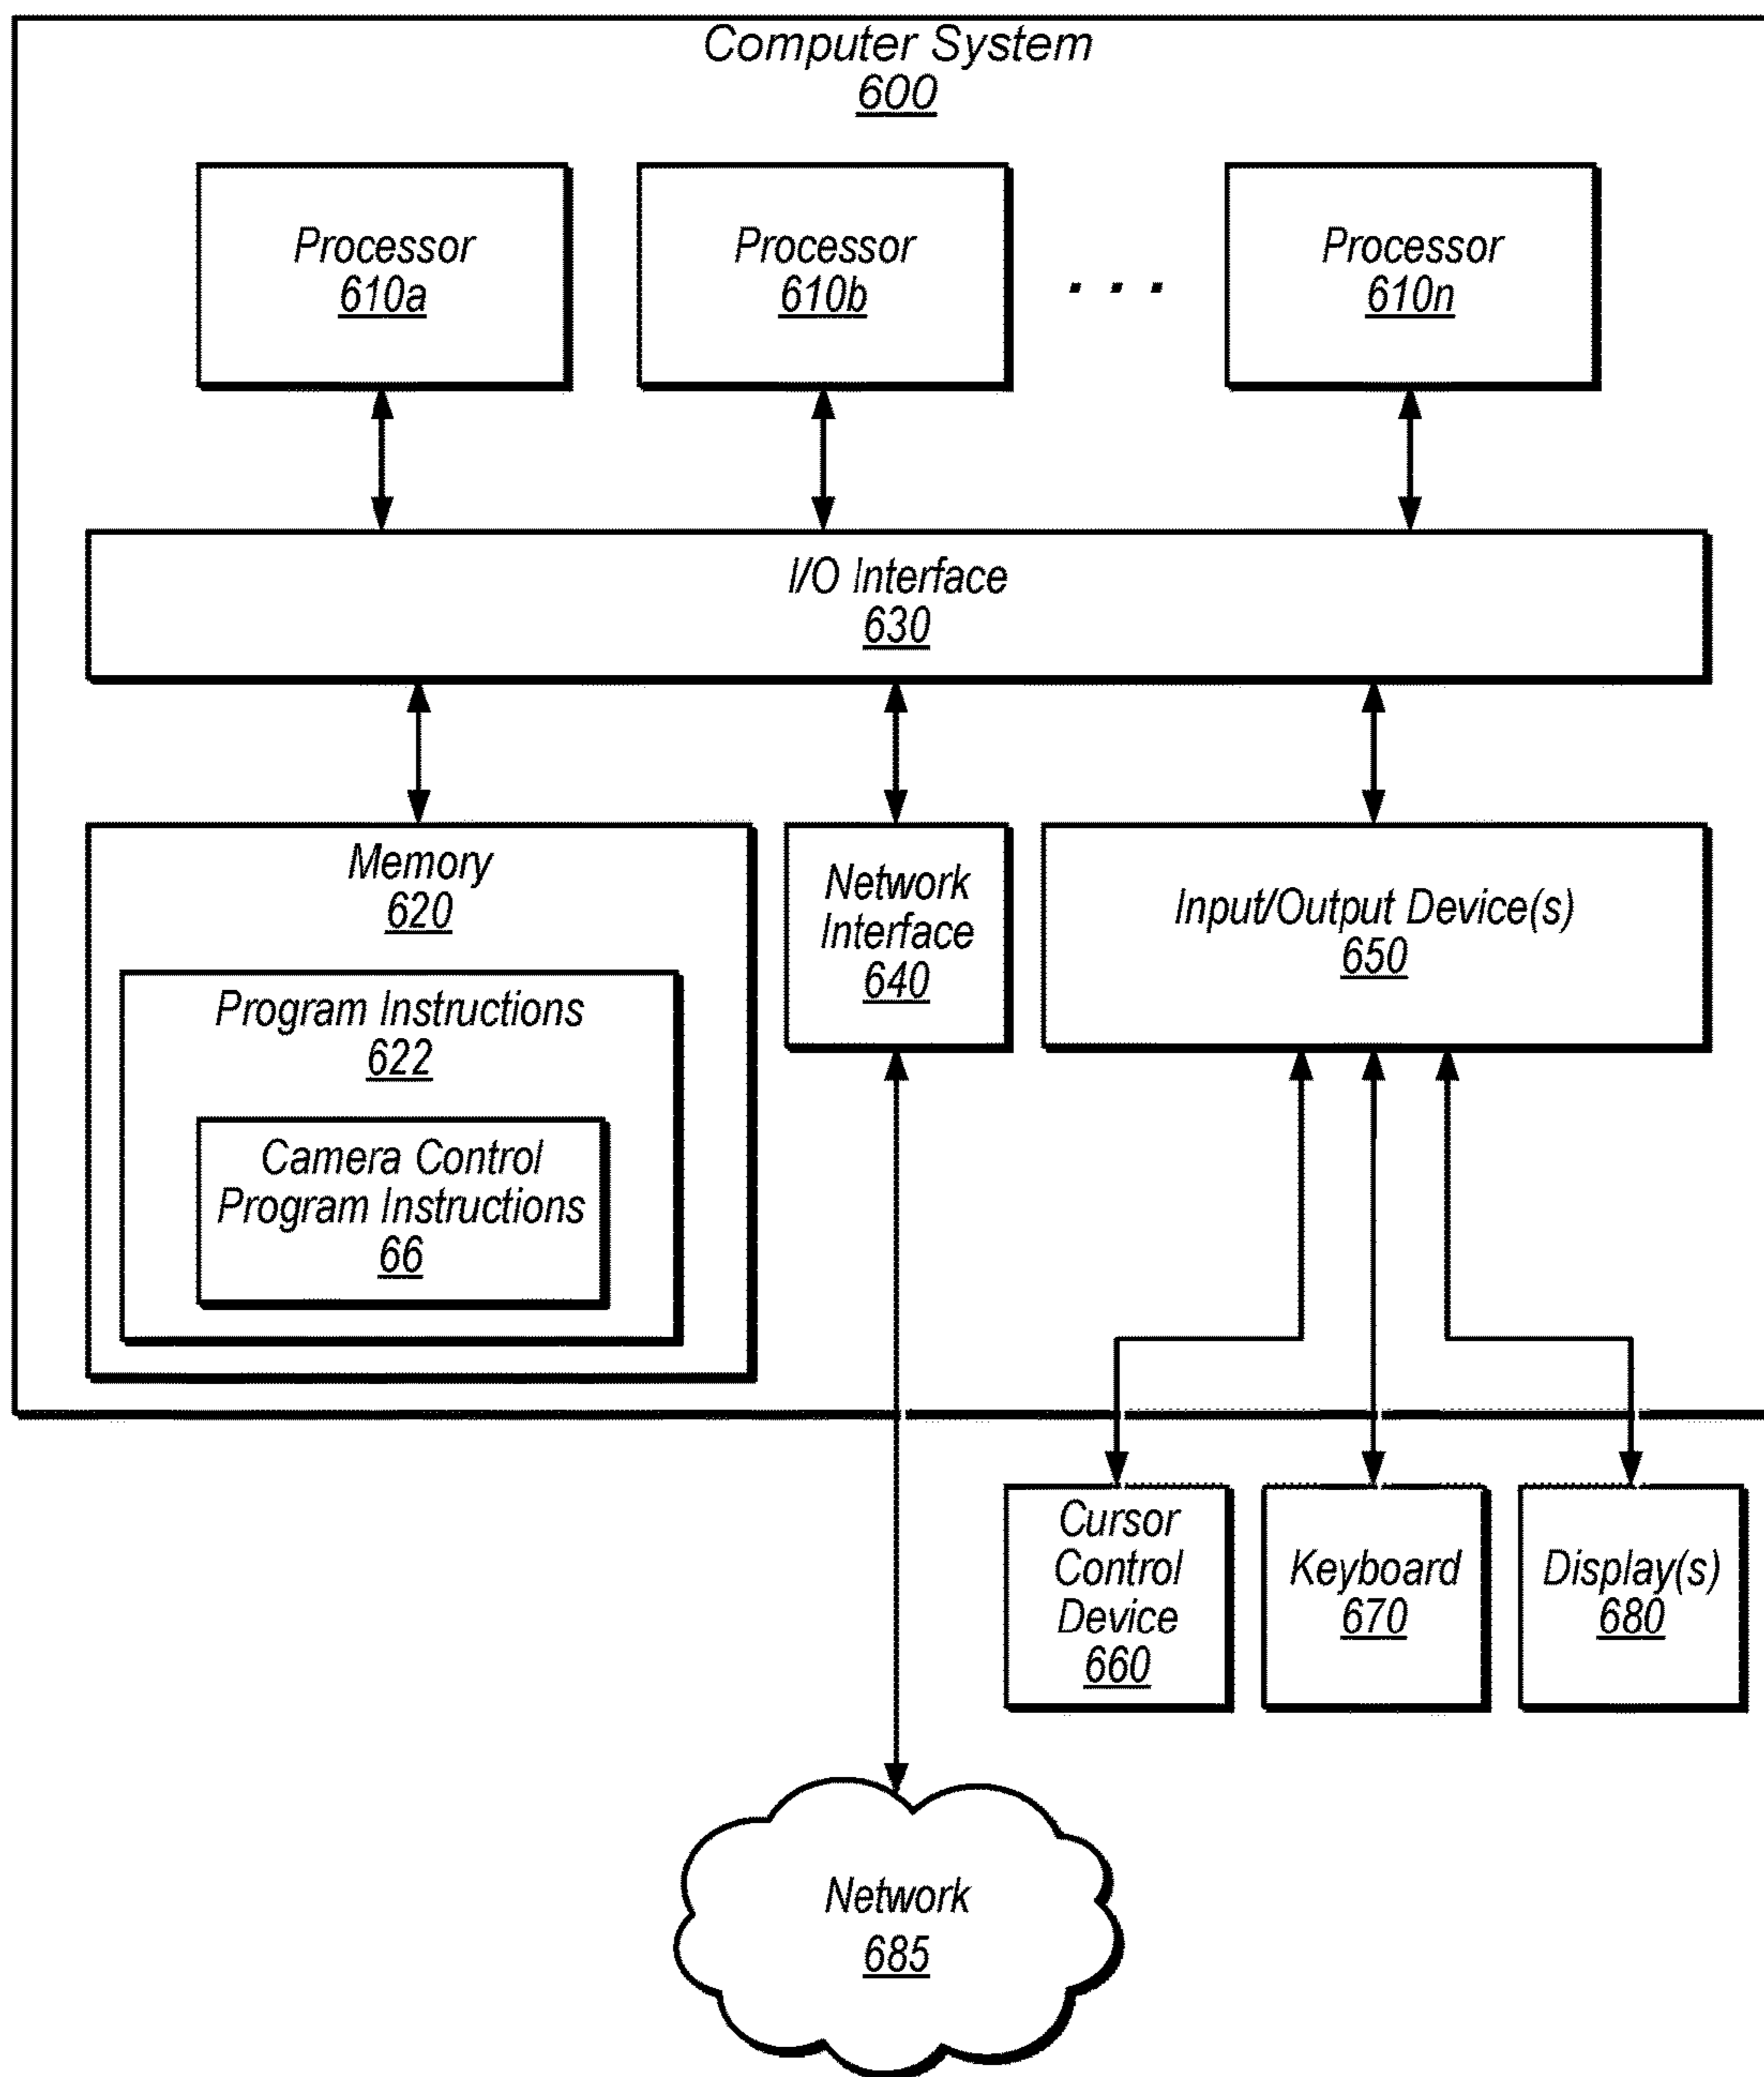 Computer System
600
Processor
610a
Processor
610b
. . .
Processor
610n
I/O Interface
630
Memory
620
Program Instructions
622
Camera Control
Program Instructions
66
Network
Interface
640
Input/Output Device(s)
650
Cursor
Control
Device
660
Keyboard
670
Display(s)
680
Network
685